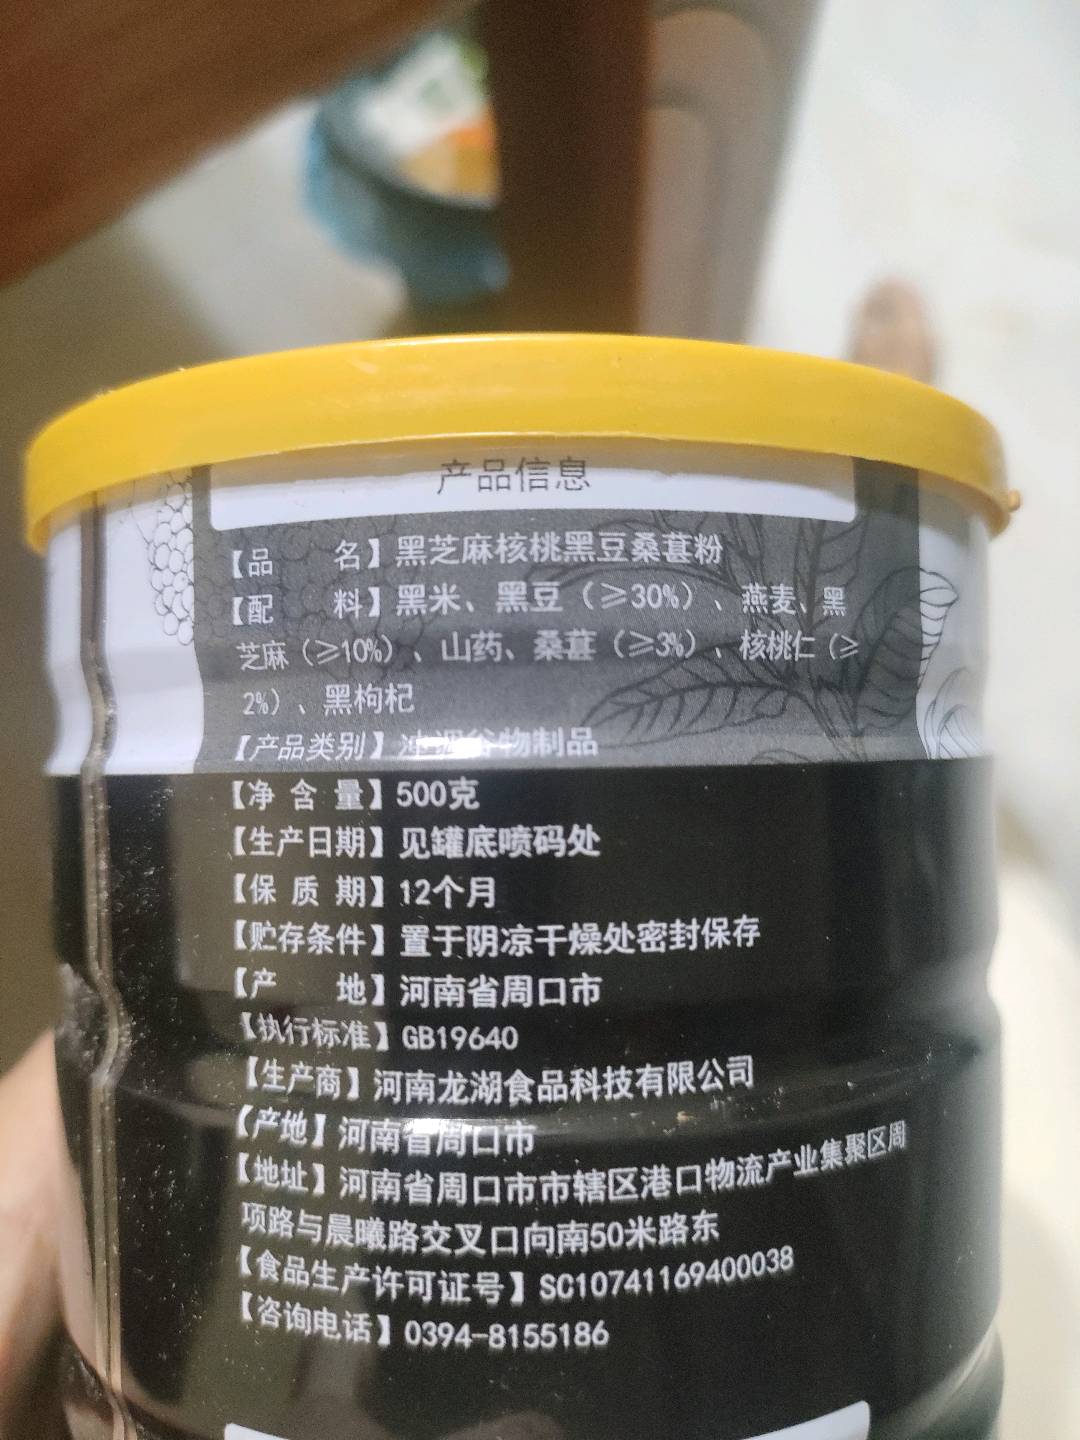 产品信息
【品 名】黑芝麻核桃黑豆桑葚粉
【配 料】黑米、黑豆（≥30%）、燕麦、黑
芝麻（≥10%）、山药、桑葚（≥3%）、核桃仁（≥
2%）、黑枸杞
【产品类别】冲调谷物制品
【净 含 量】500克
【生产日期】见罐底喷码处
【保 质 期】12个月
【贮存条件】置于阴凉干燥处密封保存
【产 地】河南省周口市
【执行标准】GB19640
【生产商】河南龙湖食品科技有限公司
【产地】河南省周口市
【地址】河南省周口市市辖区港口物流产业集聚区周
项路与晨曦路交叉口向南50米路东
【食品生产许可证号】SC10741169400038
【咨询电话】0394-8155186